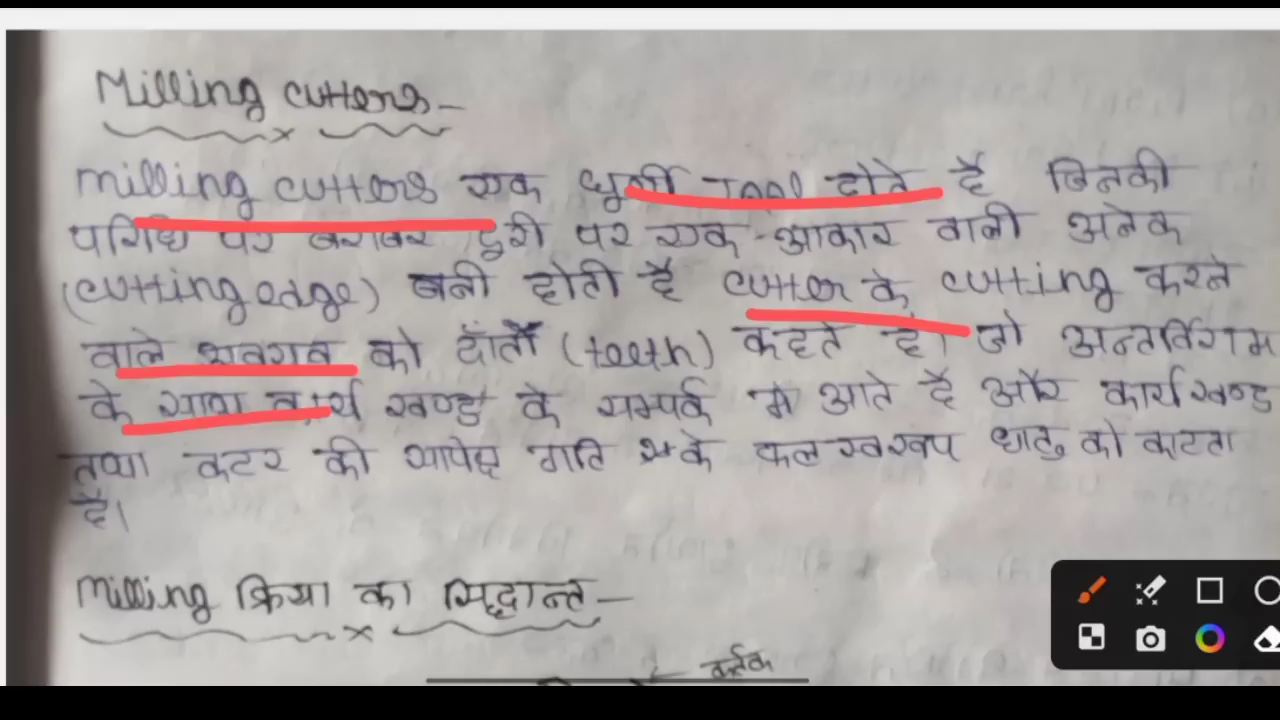 Milling cutters -
Milling cutters एक धुर्णी Tool होते है जिनकी
परिधि पर बराबर दुरी पर एक आकार वाली अनेक
(cutting edge) बनी होती है cutter के cutting करने
वाले अवयव को दाँतों (teeth) कहते है। जो अन्तर्विराम
के साथ कार्य खण्ड के सम्पर्क मे आते है और कार्यखण्ड
तथा कटर की सापेक्ष गति के फलस्वरूप धातु को काटता
है।
Milling क्रिया का सिद्धान्त -
कर्तक